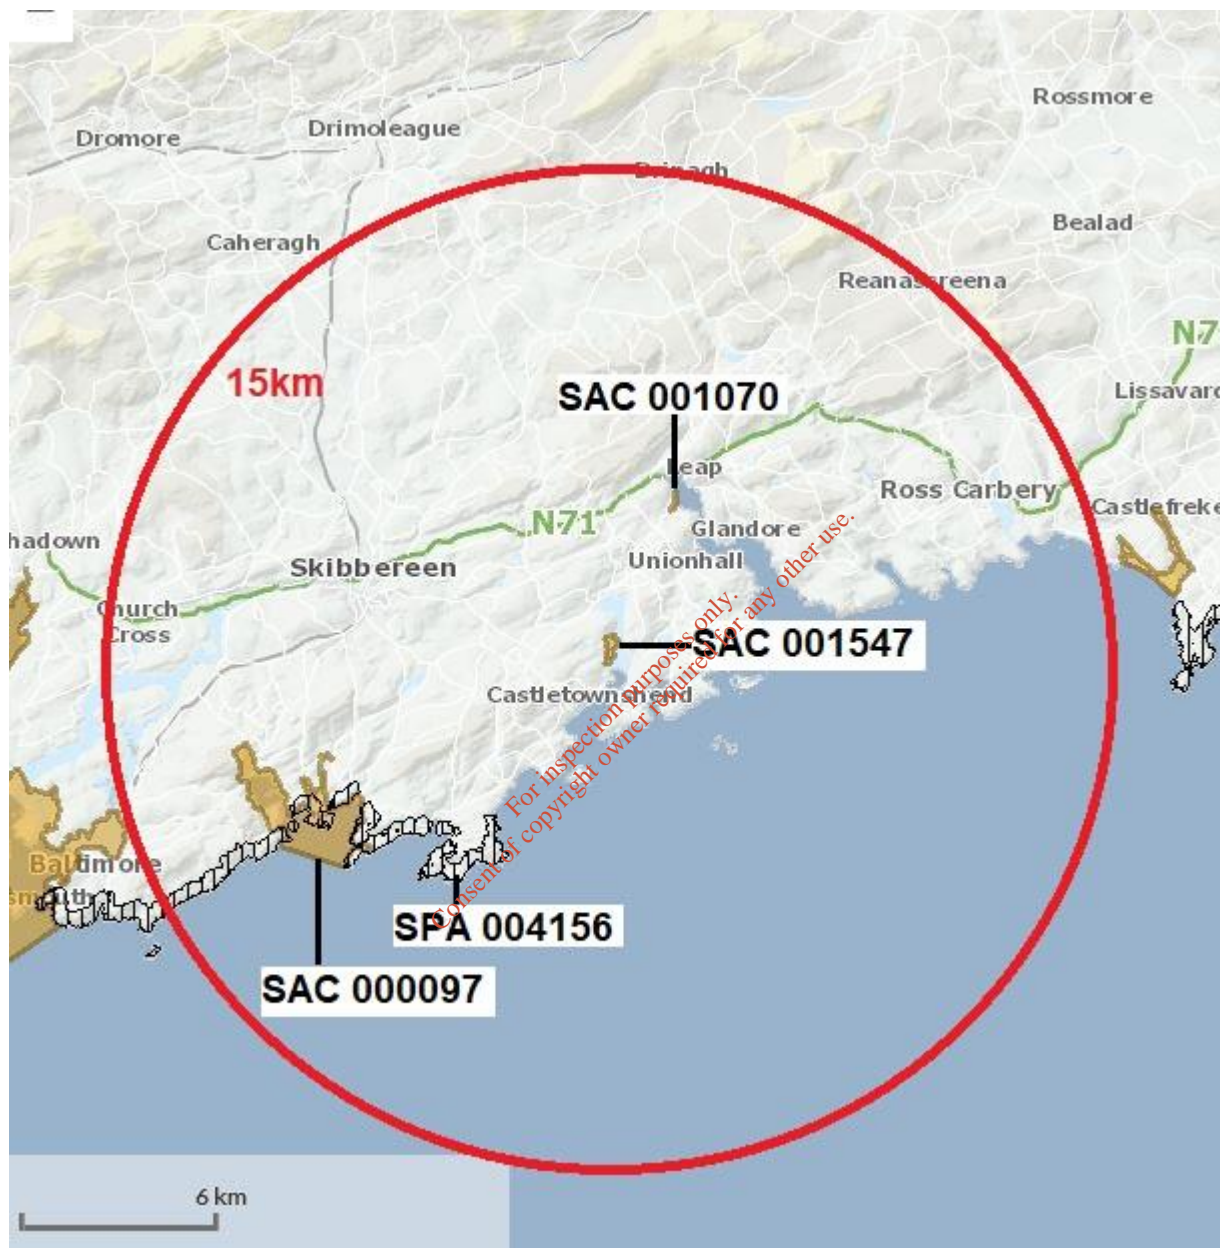 Rossmore
Drimoleague
Dromore
Drinagh
Bealad
Caheragh
Reanascreena
N7
15km
SAC 001070
Lissavard
Leap
Ross Carbery
Castlefreke
N71
Glandore
hadown
Unionhall
Skibbereen
Church
Cross
SAC 001547
Castletownshend
For inspection purposes only.
Consent of copyright owner required for any other use.
Baltimore
SPA 004156
SAC 000097
6 km